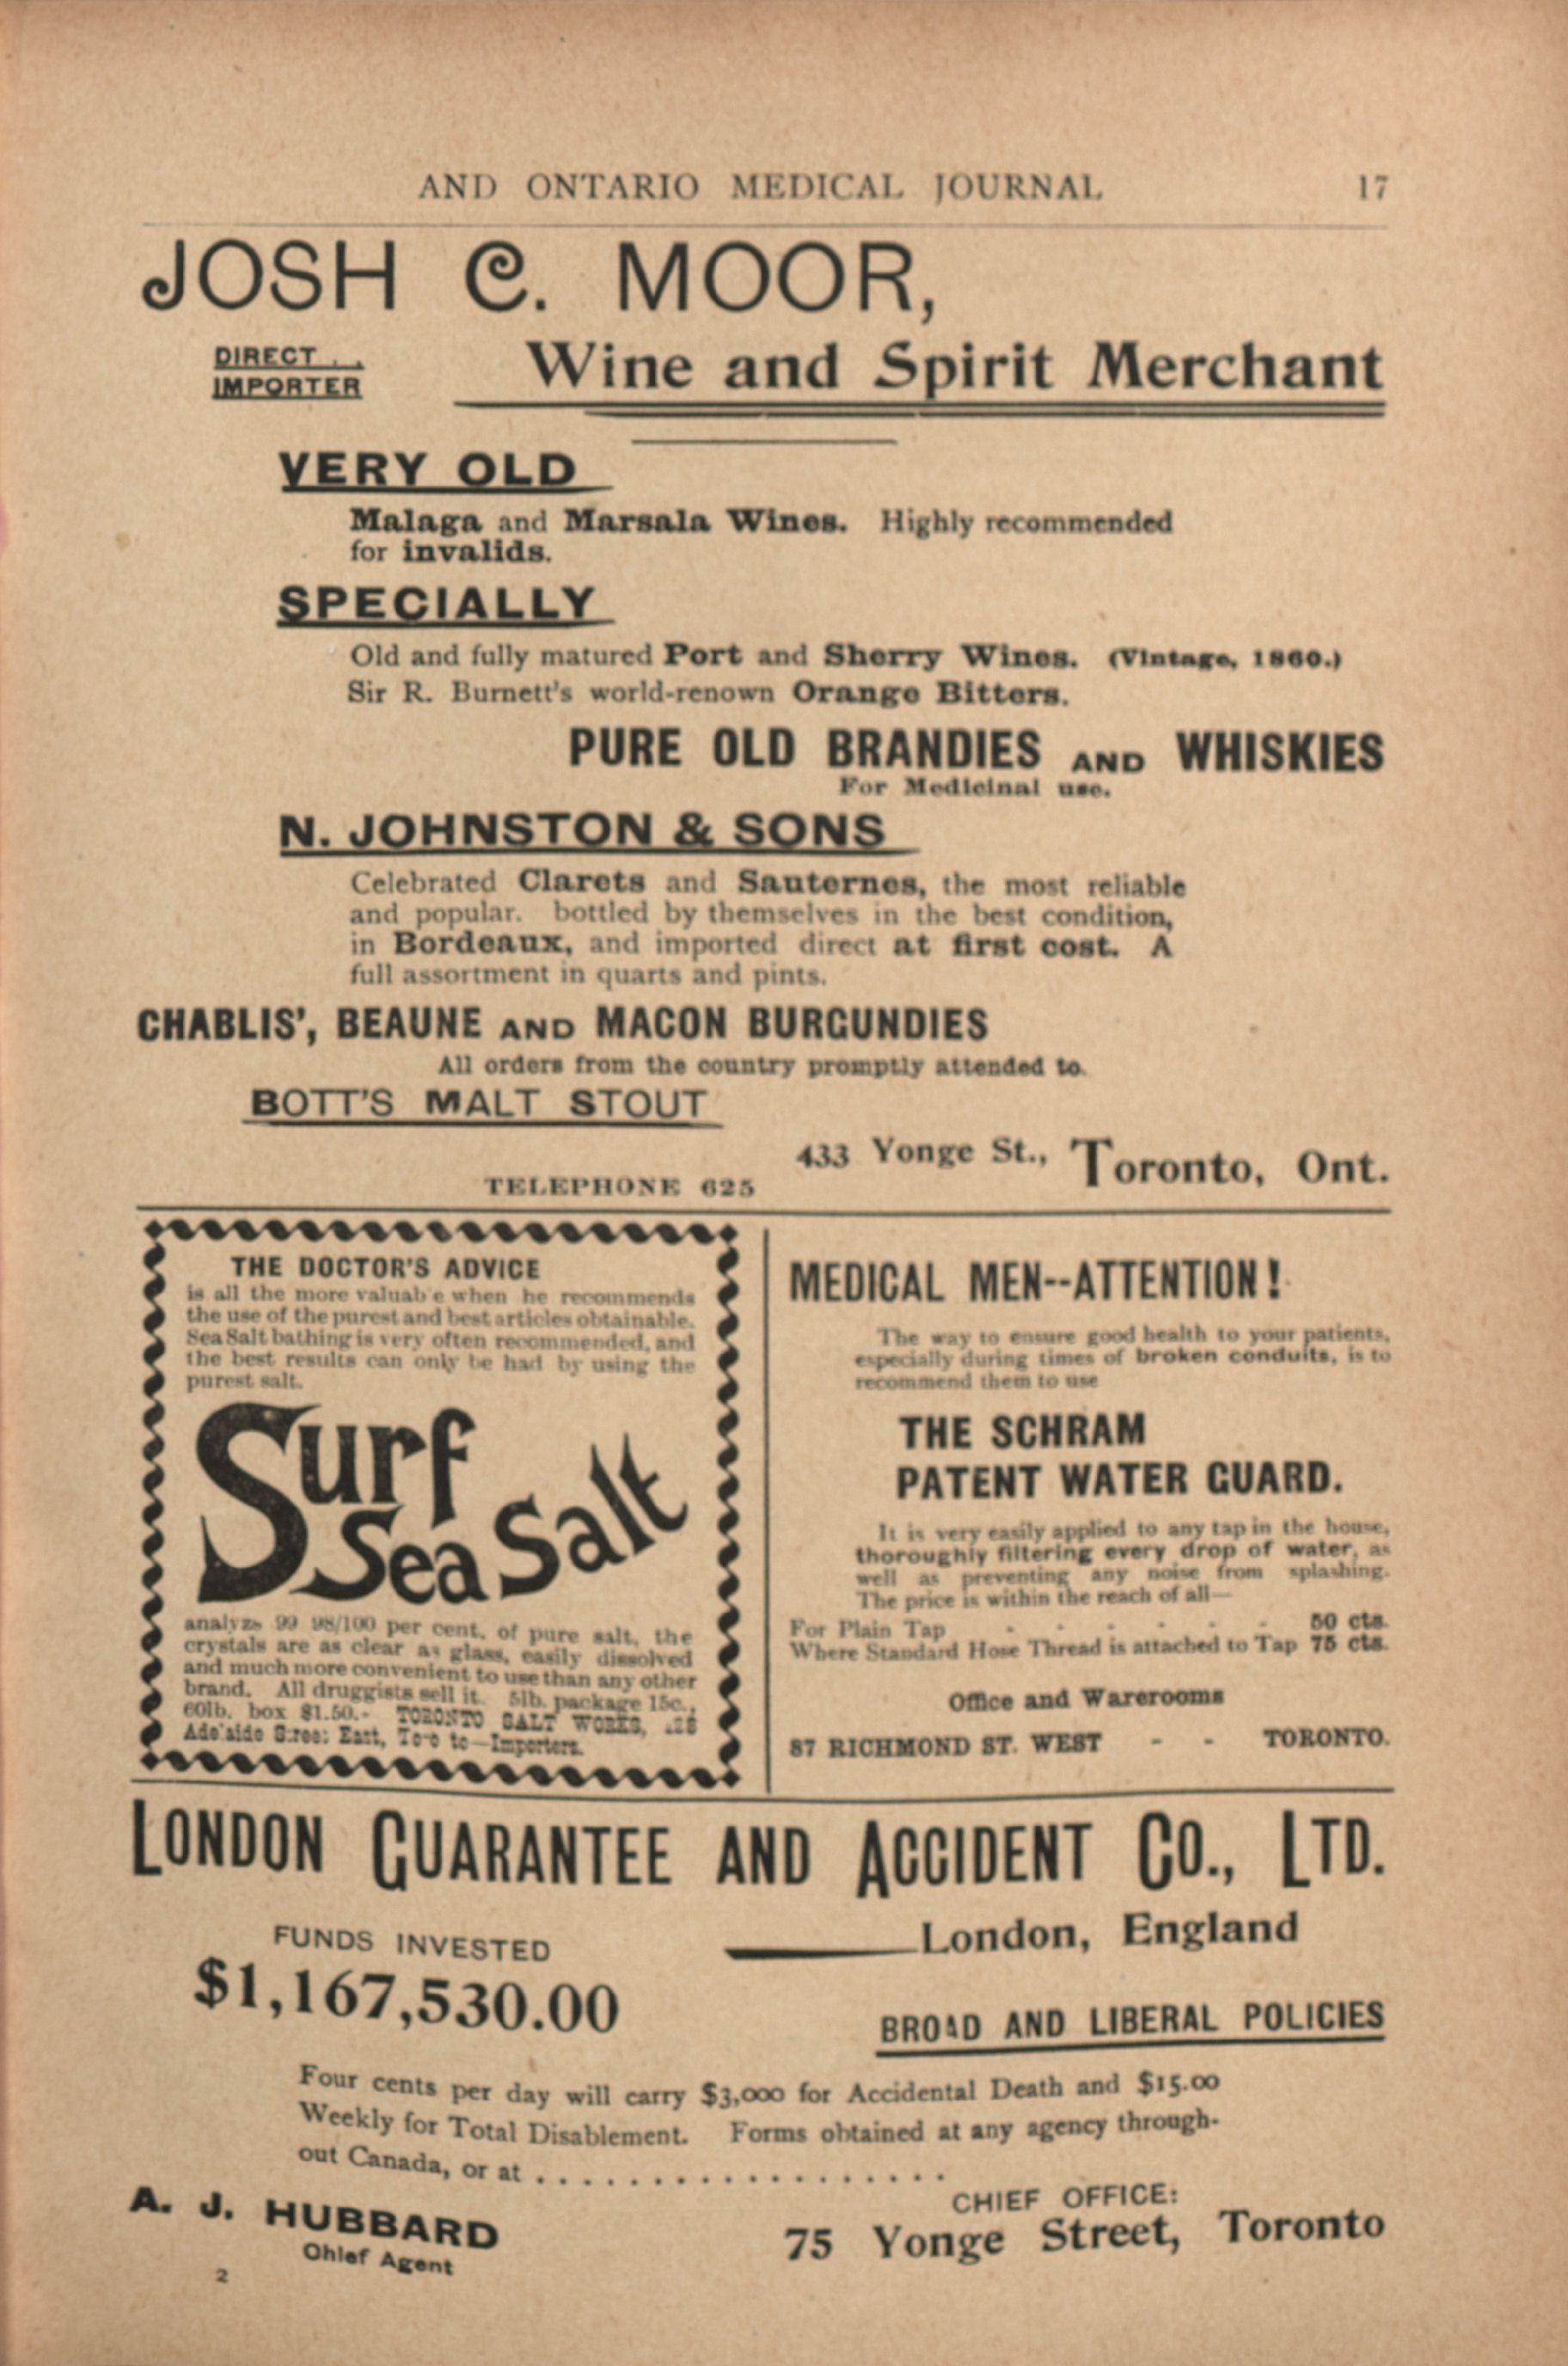 AND ONTARIO MEDICAL JOURNAL 17
JOSH C. MOOR,
DIRECT . .
IMPORTER
Wine and Spirit Merchant
VERY OLD
Malaga and Marsala Wines. Highly recommended
for invalids.
SPECIALLY
Old and fully matured Port and Sherry Wines. (Vintage, 1860.)
Sir R. Burnett's world-renown Orange Bitters.
PURE OLD BRANDIES AND WHISKIES
For Medicinal use.
N. JOHNSTON & SONS
Celebrated Clarets and Sauternes, the most reliable
and popular. bottled by themselves in the best condition,
in Bordeaux, and imported direct at first cost. A
full assortment in quarts and pints.
CHABLIS', BEAUNE AND MACON BURGUNDIES
All orders from the country promptly attended to.
BOTT'S MALT STOUT
433 Yonge St., Toronto, Ont.
TELEPHONE 625
THE DOCTOR'S ADVICE
is all the more valuab e when he recommends
the use of the purest and best articles obtainable.
Sea Salt bathing is very often recommended, and
the best results can only be had by using the
purest salt.
Surf
Sea Salt
analyzs 99 98/100 per cent. of pure salt, the
crystals are as clear as glass, easily dissolved
and much more convenient to use than any other
brand. All druggists sell it. 5lb. package 15c.,
60lb. box $1.50.- TORONTO SALT WORKS,
Ade'aide S.reet East, To o to—Importers.
MEDICAL MEN--ATTENTION!
The way to ensure good health to your patients,
especially during times of broken conduits, is to
recommend them to use
THE SCHRAM
PATENT WATER GUARD.
It is very easily applied to any tap in the house,
thoroughly filtering every drop of water, as
well as preventing any noise from splashing.
The price is within the reach of all—
For Plain Tap - - - - 50 cts.
Where Standard Hose Thread is attached to Tap 75 cts.
Office and Warerooms
87 RICHMOND ST. WEST - - TORONTO.
LONDON GUARANTEE AND ACCIDENT CO., LTD.
FUNDS INVESTED
London, England
$1,167,530.00
BROAD AND LIBERAL POLICIES
Four cents per day will carry $3,000 for Accidental Death and $15.00
Weekly for Total Disablement. Forms obtained at any agency through-
out Canada, or at . . . . . . . . . . . . . . . . . .
A. J. HUBBARD
Chief Agent
CHIEF OFFICE:
75 Yonge Street, Toronto
2